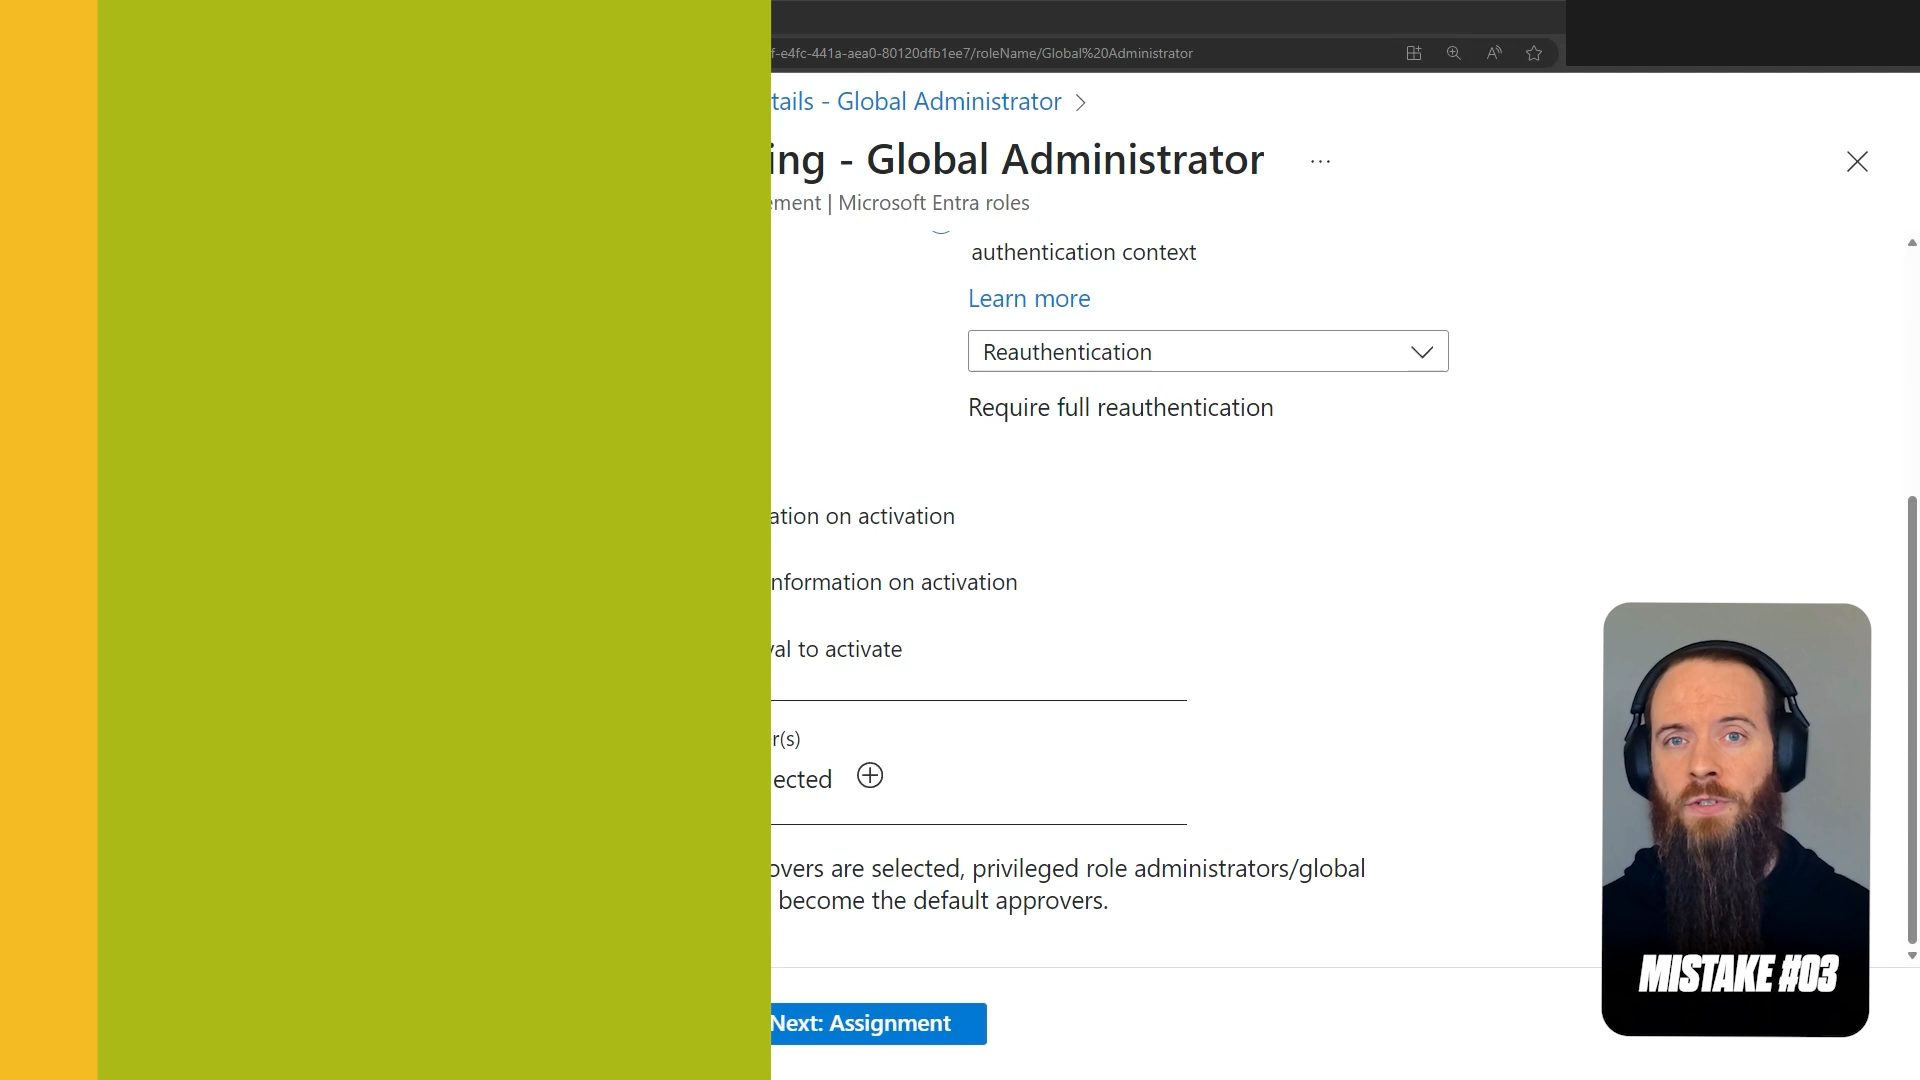 f-e4fc-441a-aea0-80120dfb1ee7/roleName/Global%20Administrator
tails - Global Administrator >
ing - Global Administrator ...
ement | Microsoft Entra roles
authentication context
Learn more
Reauthentication
Require full reauthentication
ation on activation
nformation on activation
val to activate
r(s)
ected
overs are selected, privileged role administrators/global
become the default approvers.
Next: Assignment
MISTAKE #03